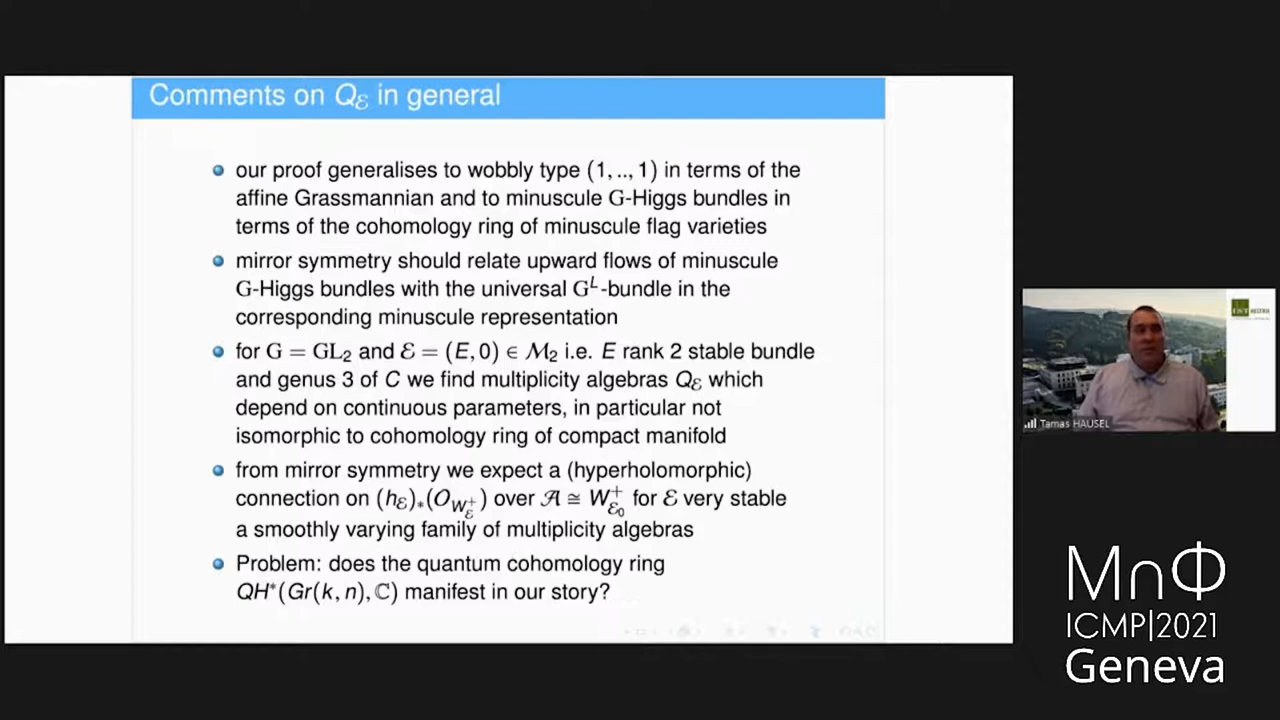 Comments on Q_ℰ in general
our proof generalises to wobbly type (1, .., 1) in terms of the
affine Grassmannian and to minuscule G-Higgs bundles in
terms of the cohomology ring of minuscule flag varieties
mirror symmetry should relate upward flows of minuscule
G-Higgs bundles with the universal G^L-bundle in the
corresponding minuscule representation
for G = GL₂ and ℰ = (E, 0) ∈ ℳ₂ i.e. E rank 2 stable bundle
and genus 3 of C we find multiplicity algebras Q_ℰ which
depend on continuous parameters, in particular not
isomorphic to cohomology ring of compact manifold
from mirror symmetry we expect a (hyperholomorphic)
connection on (h_ℰ)_*(O_{W_ℰ^+}) over 𝒜 ≅ W_{ℰ_0}^+ for ℰ very stable
a smoothly varying family of multiplicity algebras
Problem: does the quantum cohomology ring
QH*(Gr(k, n), ℂ) manifest in our story?
Tamas HAUSEL
MnΦ
ICMP|2021
Geneva